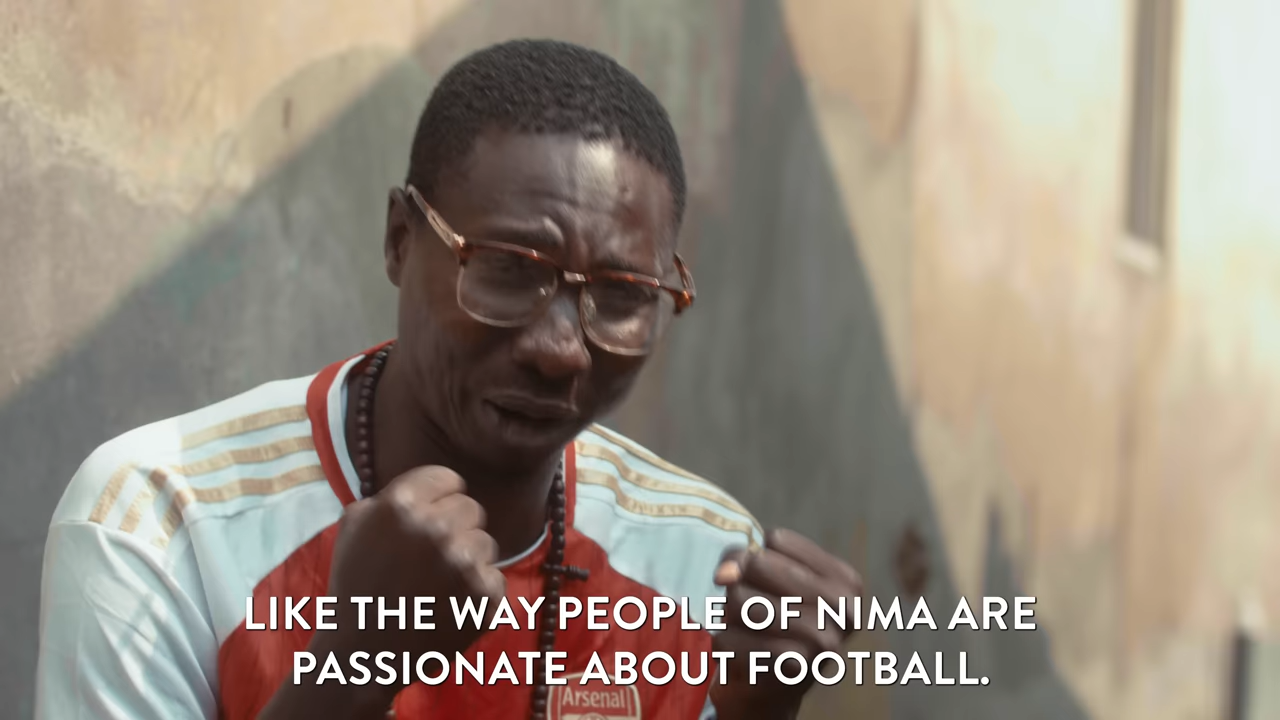 LIKE THE WAY PEOPLE OF NIMA ARE
PASSIONATE ABOUT FOOTBALL.
Arsenal